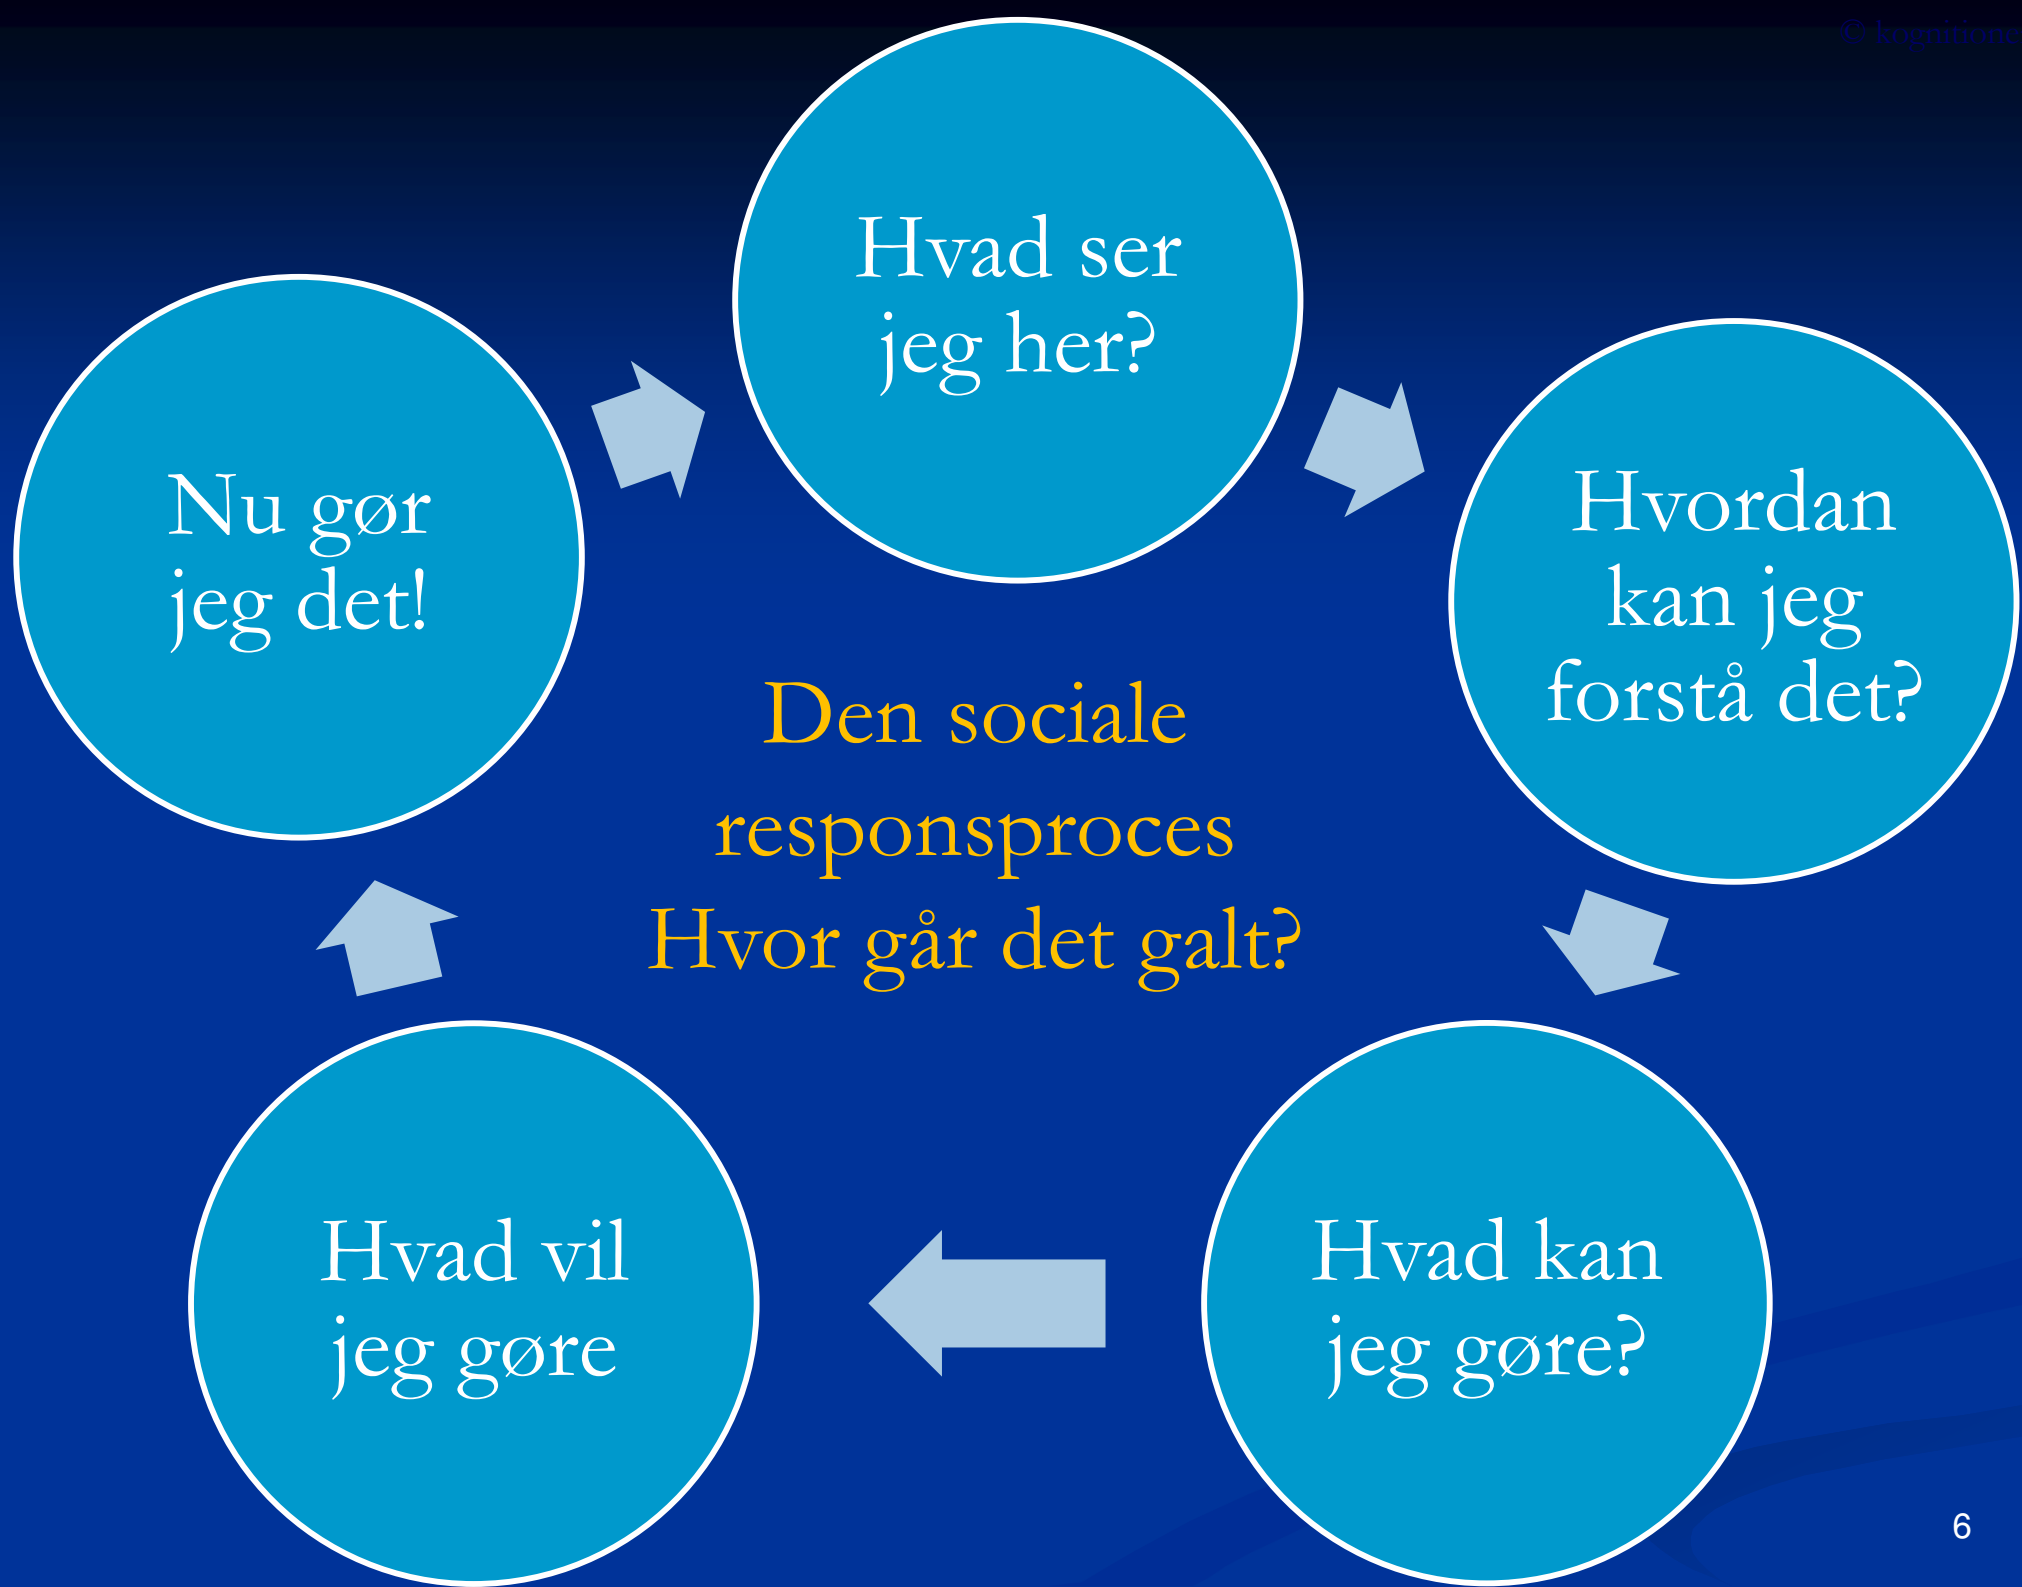 © kognitione
Hvad ser
jeg her?
Hvordan
kan jeg
forstå det?
Hvad kan
jeg gøre?
Hvad vil
jeg gøre
Nu gør
jeg det!
Den sociale
responsproces
Hvor går det galt?
6